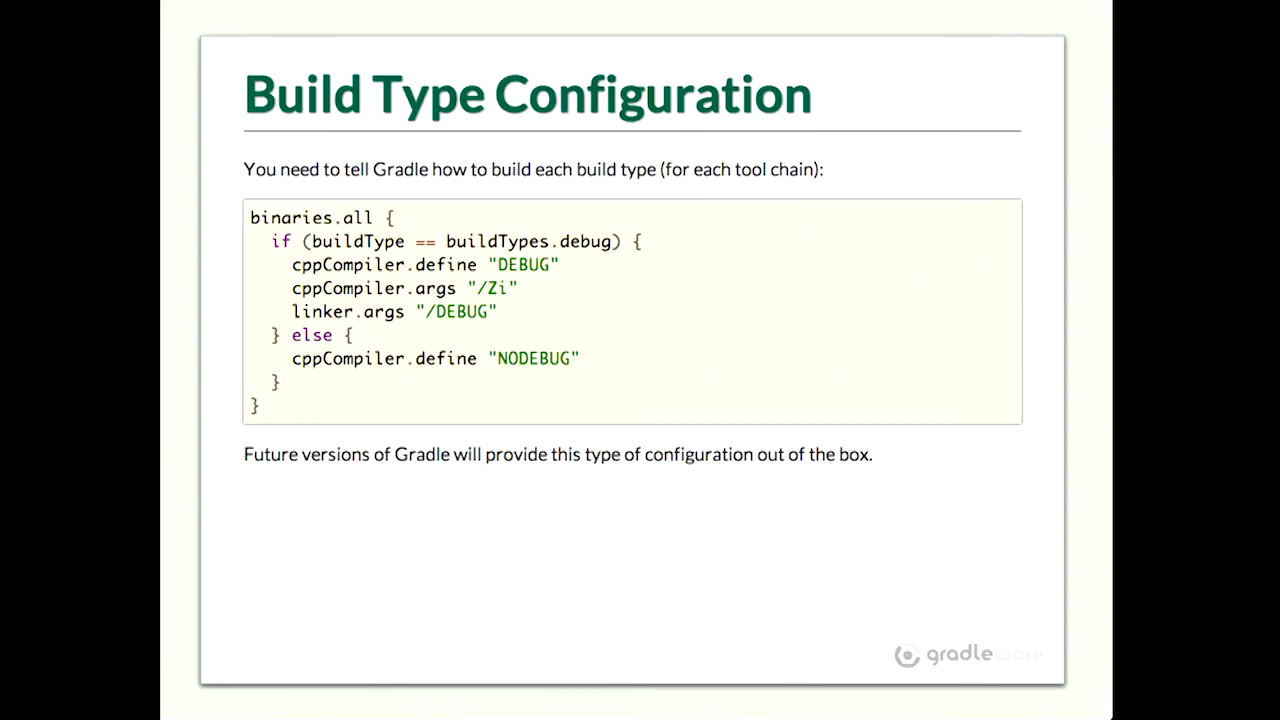 Build Type Configuration
You need to tell Gradle how to build each build type (for each tool chain):
binaries.all {
  if (buildType == buildTypes.debug) {
    cppCompiler.define "DEBUG"
    cppCompiler.args "/Zi"
    linker.args "/DEBUG"
  } else {
    cppCompiler.define "NODEBUG"
  }
}
Future versions of Gradle will provide this type of configuration out of the box.
gradleware